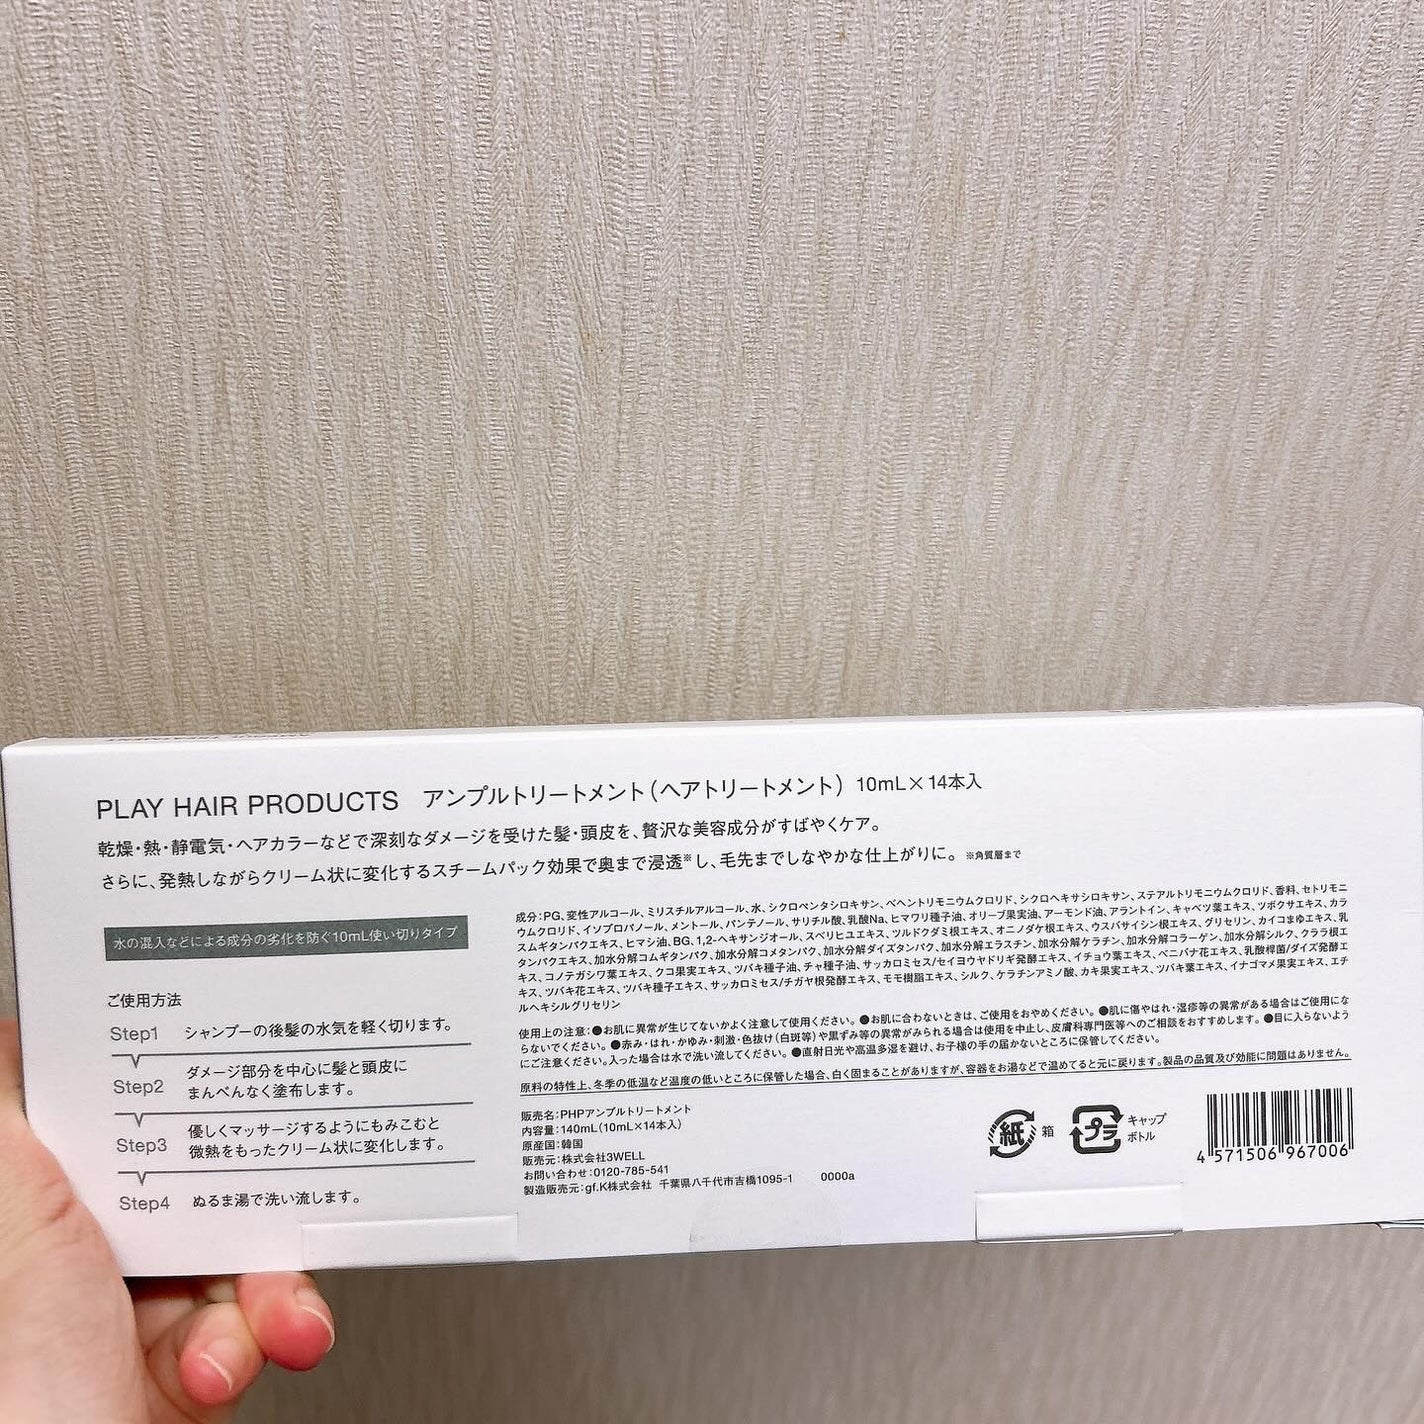 PLAY HAIR PRODUCTS アンプルトリートメント(ヘアトリートメント) 10mL×14本入
乾燥・熱・静電気・ヘアカラーなどで深刻なダメージを受けた髪・頭皮を、贅沢な美容成分がすばやくケア。
さらに、発熱しながらクリーム状に変化するスチームパック効果で奥まで浸透※し、毛先までしなやかな仕上がりに。 ※角質層まで
水の混入などによる成分の劣化を防ぐ10mL使い切りタイプ
ご使用方法
Step1 シャンプーの後髪の水気を軽く切ります。
Step2 ダメージ部分を中心に髪と頭皮に
まんべんなく塗布します。
Step3 優しくマッサージするようにもみこむと
微熱をもったクリーム状に変化します。
Step4 ぬるま湯で洗い流します。
成分:PG、変性アルコール、ミリスチルアルコール、水、シクロペンタシロキサン、ベヘントリモニウムクロリド、シクロヘキサシロキサン、ステアルトリモニウムクロリド、香料、セトリモニ
ウムクロリド、イソプロパノール、メントール、パンテノール、サリチル酸、乳酸Na、ヒマワリ種子油、オリーブ果実油、アーモンド油、アラントイン、キャベツ葉エキス、ツボクサエキス、カラ
スムギタンパクエキス、ヒマシ油、BG、1,2-ヘキサンジオール、スベリヒユエキス、ツルドクダミ根エキス、オニノダケ根エキス、ウスバサイシン根エキス、グリセリン、カイコまゆエキス、乳
タンパクエキス、加水分解コムギタンパク、加水分解コメタンパク、加水分解ダイズタンパク、加水分解エラスチン、加水分解ケラチン、加水分解コラーゲン、加水分解シルク、クララ根エ
キス、コノテガシワ葉エキス、クコ果実エキス、ツバキ種子油、チャ種子油、サッカロミセス/セイヨウヤドリギ発酵エキス、イチョウ葉エキス、ベニバナ花エキス、乳酸桿菌/ダイズ発酵エ
キス、ツバキ花エキス、ツバキ種子エキス、サッカロミセス/チガヤ根発酵エキス、モモ樹脂エキス、シルク、ケラチンアミノ酸、カキ果実エキス、ツバキ葉エキス、イナゴマメ果実エキス、エチ
ルヘキシルグリセリン
使用上の注意:●お肌に異常が生じてないかよく注意して使用ください。●お肌に合わないときは、ご使用をおやめください。●肌に傷やはれ・湿疹等の異常がある場合はご使用にな
らないでください。●赤み・はれ・かゆみ・刺激・色抜け(白斑等)や黒ずみ等の異常がみられる場合は使用を中止し、皮膚科専門医等へのご相談をおすすめします。●目に入らないよう
にご注意ください。入った場合は水で洗い流してください。●直射日光や高温多湿を避け、お子様の手の届かないところに保管してください。
原料の特性上、冬季の低温など温度の低いところに保管した場合、白く固まることがありますが、容器をお湯などで温めてると元に戻ります。製品の品質及び効能に問題はありません。
販売名:PHPアンプルトリートメント
内容量:140mL(10mL×14本入)
原産国:韓国
販売元:株式会社3WELL
お問い合わせ:0120-785-541
製造販売元:gf.K株式会社 千葉県八千代市吉橋1095-1 0000a
紙 箱
プラ キャップ
ボトル
4 571506 967006